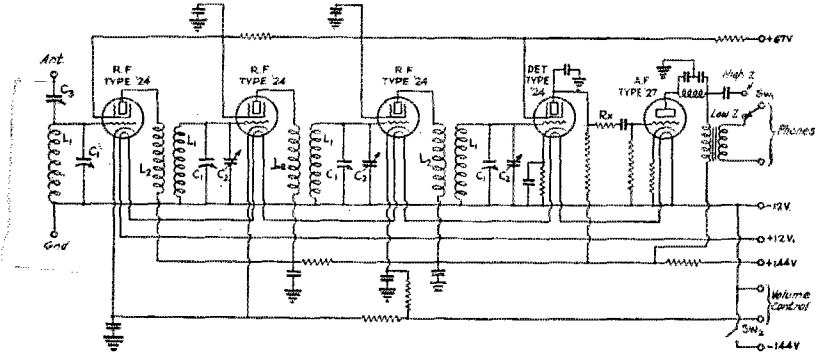 +67V
Ant.
R.F
TYPE '24
R.F
TYPE '24
R.F
TYPE '24
DET
TYPE
'24
A.F
TYPE '27
High Z
SW1
C3
Rx
Low Z
Phones
L1
C1
L2
L1
C1
C2
L2
L1
C1
C2
L2
L1
C1
C2
-12V.
Gnd
+12V.
+144V
Volume
Control
SW2
-144V